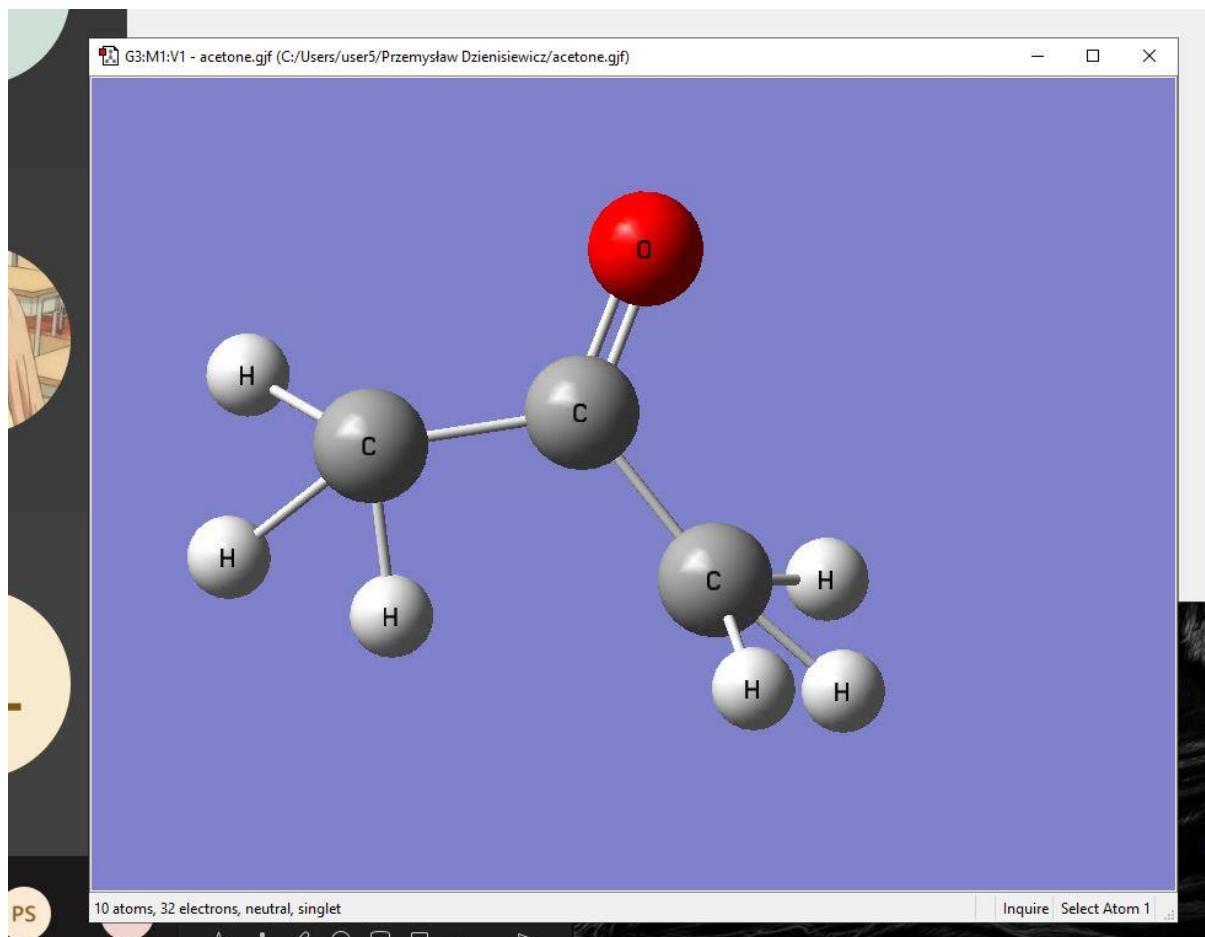 G3:M1:V1 - acetone.gjf (C:/Users/user5/Przemysław Dzienisiewicz/acetone.gjf)
O
H
C
C
H
H
C
H
H
H
10 atoms, 32 electrons, neutral, singlet
Inquire
Select Atom 1
PS